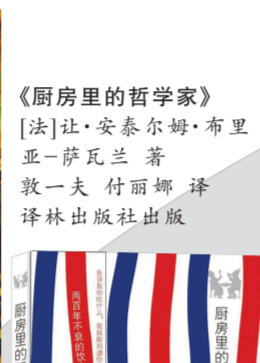 《厨房里的哲学家》
[法]让·安泰尔姆·布里
亚－萨瓦兰 著
敦一夫 付丽娜 译
译林出版社出版
厨房里的
两百年不衰的饮
厨房里的